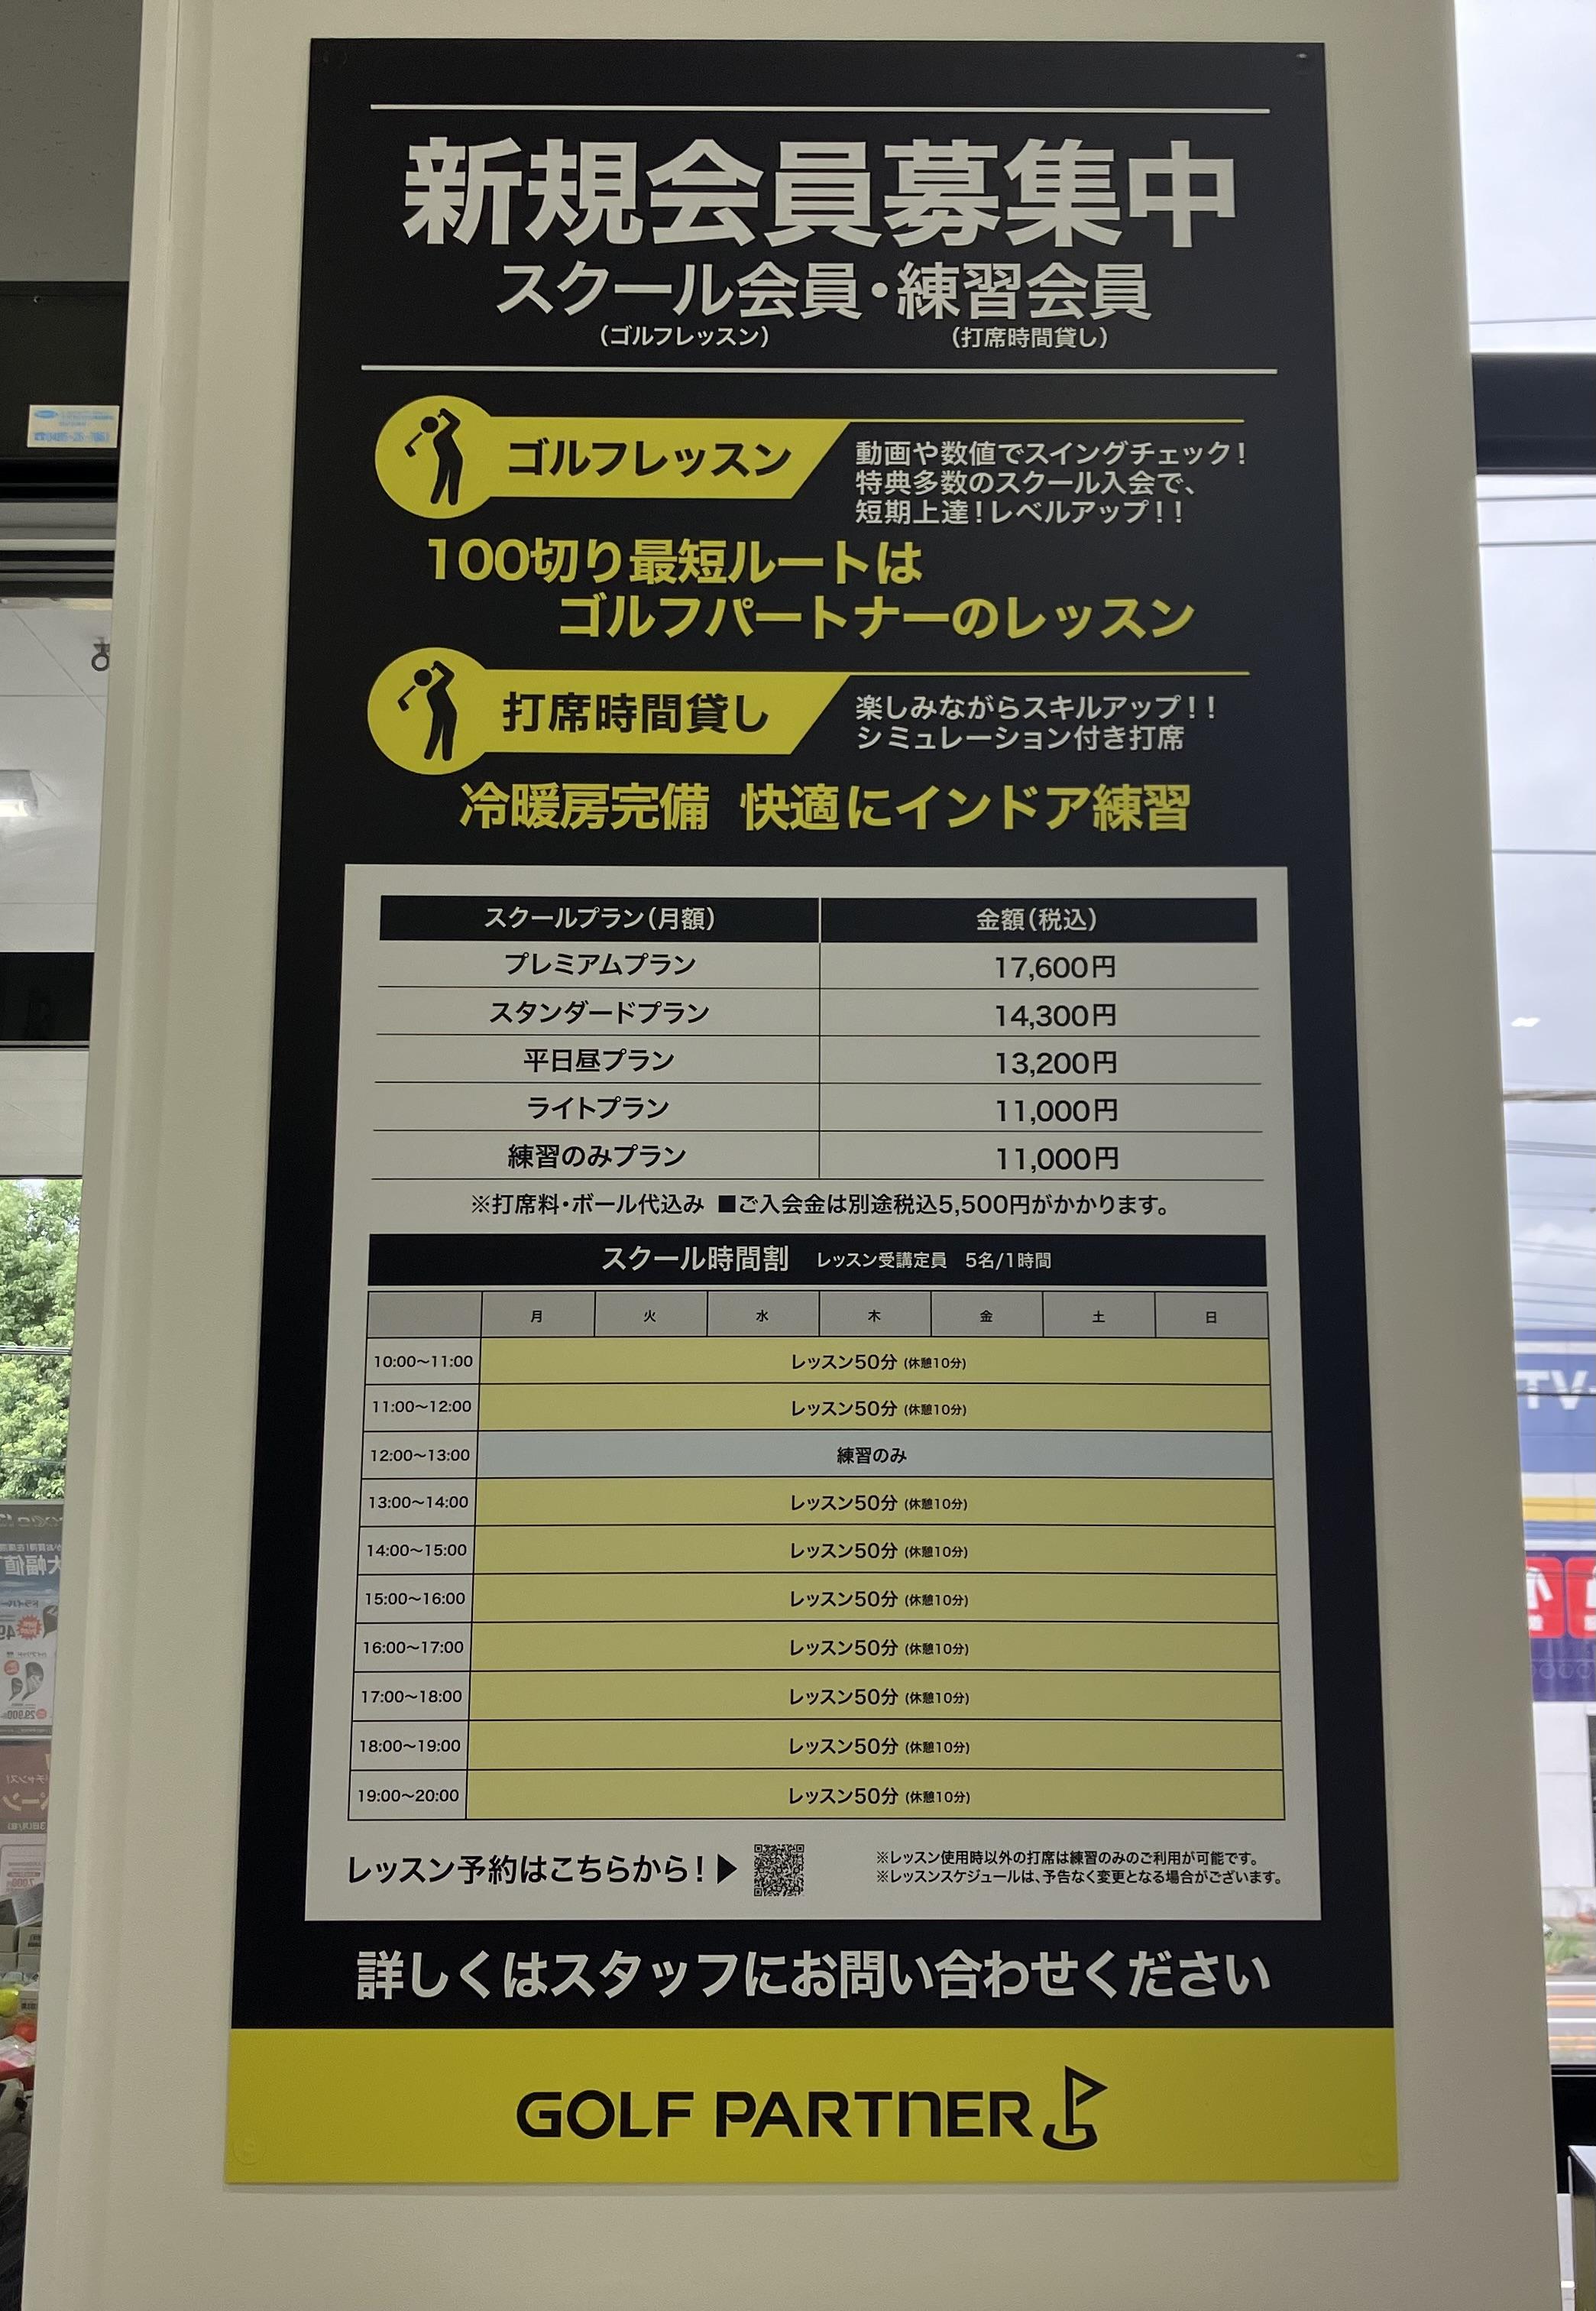 新規会員募集中
スクール会員・練習会員
(ゴルフレッスン) (打席時間貸し)
ゴルフレッスン
動画や数値でスイングチェック!
特典多数のスクール入会で、
短期上達!レベルアップ!!
100切り最短ルートは
ゴルフパートナーのレッスン
打席時間貸し
楽しみながらスキルアップ!!
シミュレーション付き打席
冷暖房完備 快適にインドア練習
スクールプラン(月額) 金額(税込)
プレミアムプラン 17,600円
スタンダードプラン 14,300円
平日昼プラン 13,200円
ライトプラン 11,000円
練習のみプラン 11,000円
※打席料・ボール代込み ■ご入会金は別途税込5,500円がかかります。
スクール時間割 レッスン受講定員 5名/1時間
月 火 水 木 金 土 日
10:00〜11:00 レッスン50分 (休憩10分)
11:00〜12:00 レッスン50分 (休憩10分)
12:00〜13:00 練習のみ
13:00〜14:00 レッスン50分 (休憩10分)
14:00〜15:00 レッスン50分 (休憩10分)
15:00〜16:00 レッスン50分 (休憩10分)
16:00〜17:00 レッスン50分 (休憩10分)
17:00〜18:00 レッスン50分 (休憩10分)
18:00〜19:00 レッスン50分 (休憩10分)
19:00〜20:00 レッスン50分 (休憩10分)
レッスン予約はこちらから!▶
※レッスン使用時以外の打席は練習のみのご利用が可能です。
※レッスンスケジュールは、予告なく変更となる場合がございます。
詳しくはスタッフにお問い合わせください
GOLF PARTNER